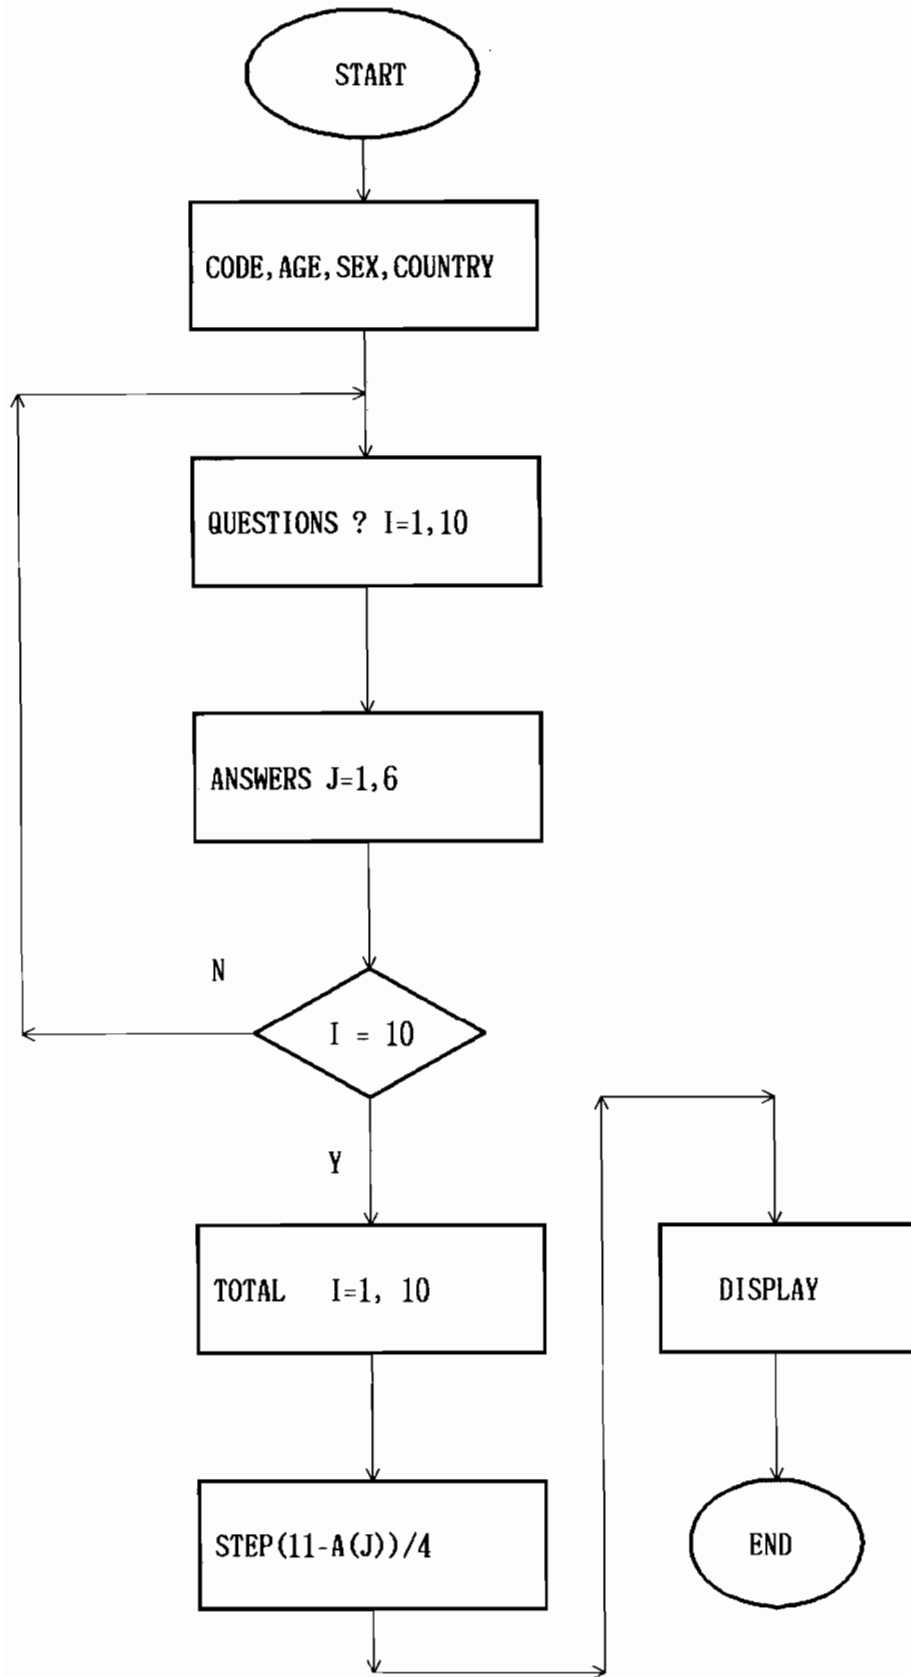 START
CODE,AGE,SEX,COUNTRY
QUESTIONS ? I=1,10
ANSWERS J=1,6
N
I = 10
Y
TOTAL I=1, 10
STEP(11-A(J))/4
DISPLAY
END